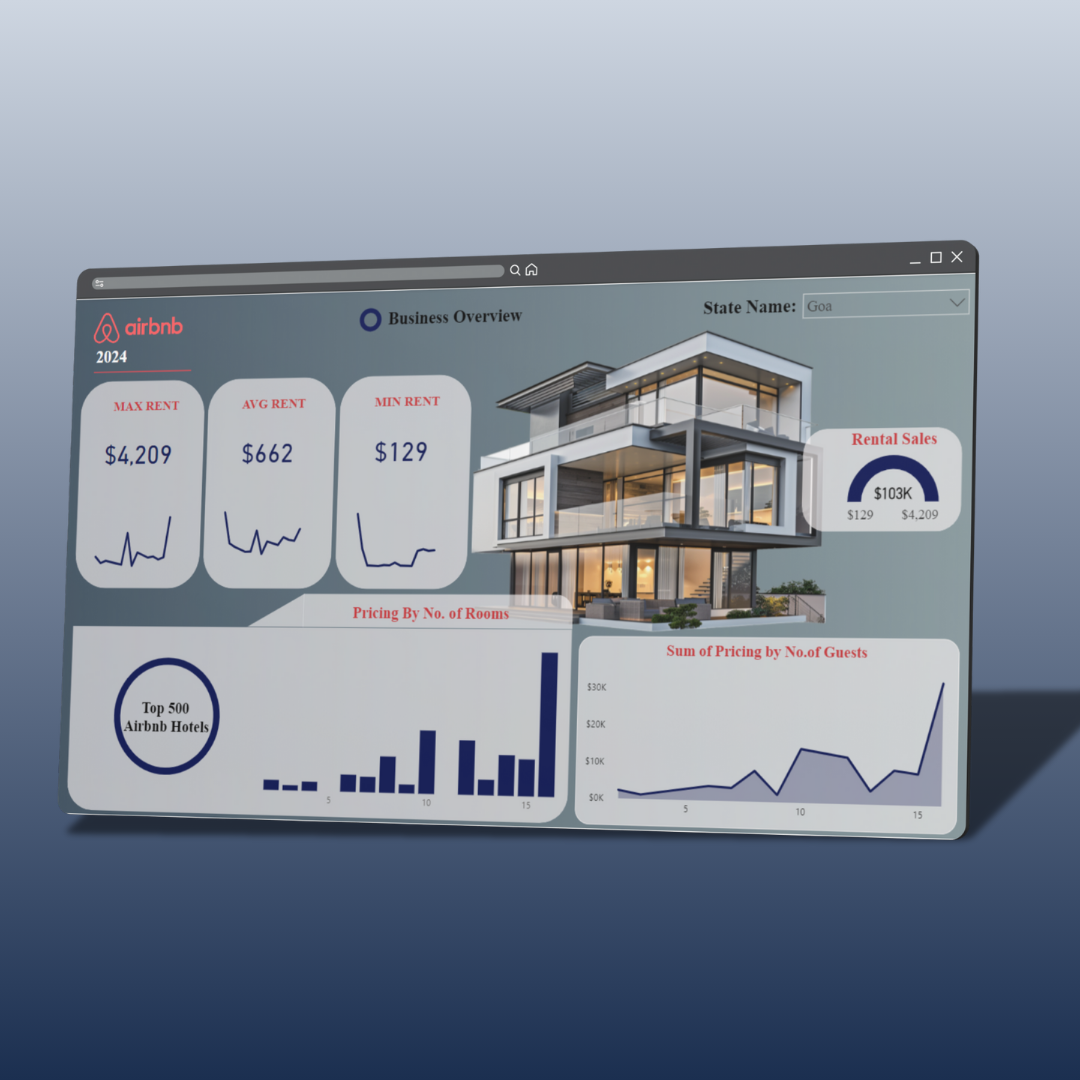 airbnb
2024
Business Overview
State Name: Goa
MAX RENT
$4,209
AVG RENT
$662
MIN RENT
$129
Rental Sales
$103K
$129 $4,209
Pricing By No. of Rooms
Top 500
Airbnb Hotels
5 10 15
Sum of Pricing by No.of Guests
$30K
$20K
$10K
$0K
5 10 15